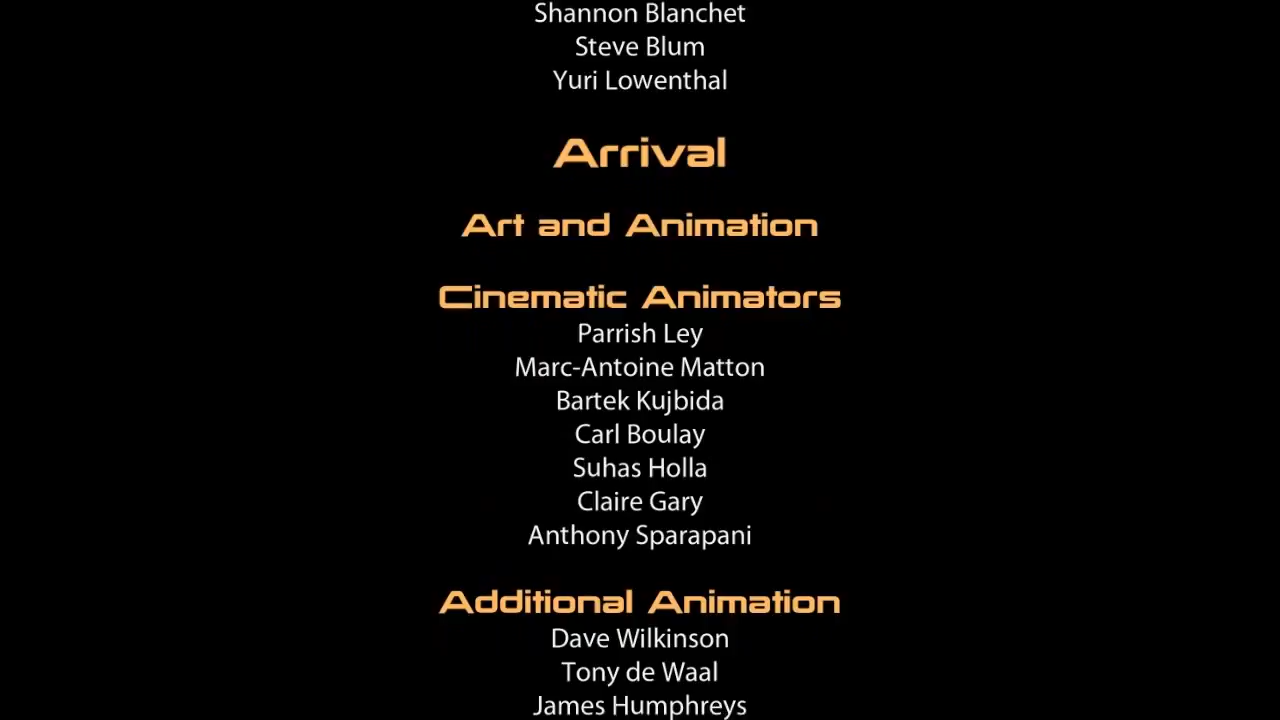 Shannon Blanchet
Steve Blum
Yuri Lowenthal
Arrival
Art and Animation
Cinematic Animators
Parrish Ley
Marc-Antoine Matton
Bartek Kujbida
Carl Boulay
Suhas Holla
Claire Gary
Anthony Sparapani
Additional Animation
Dave Wilkinson
Tony de Waal
James Humphreys